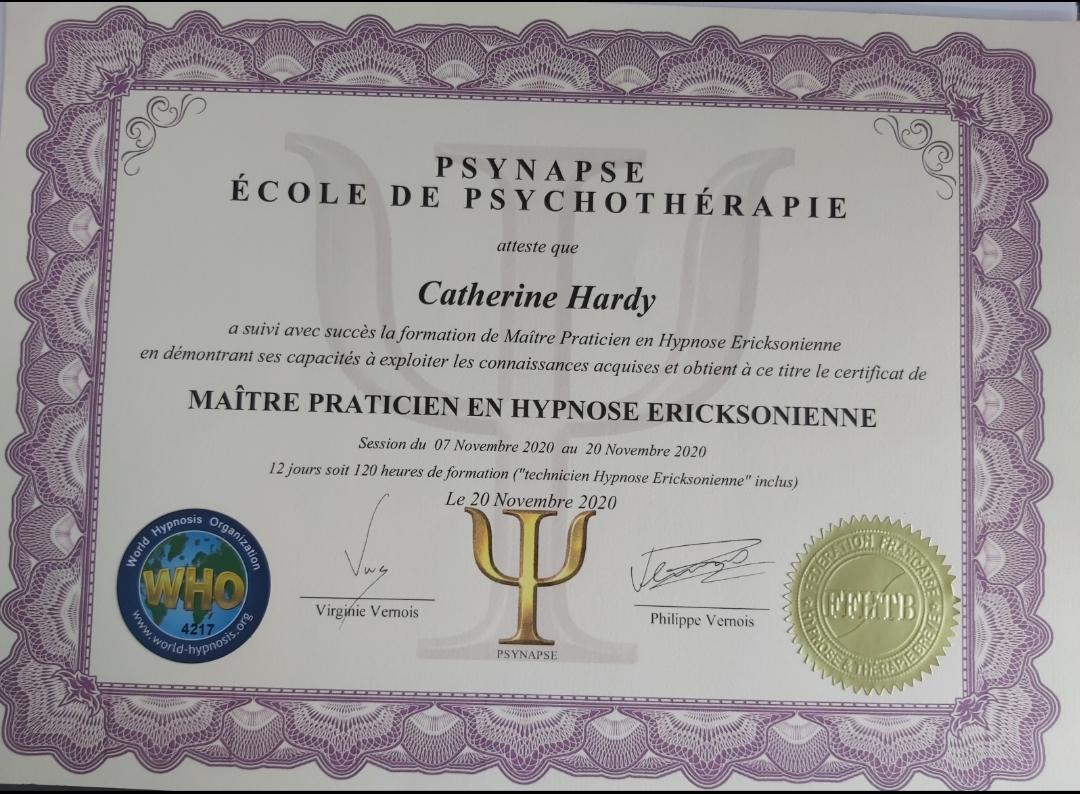 PSYNAPSE
ÉCOLE DE PSYCHOTHÉRAPIE
atteste que
Catherine Hardy
a suivi avec succès la formation de Maître Praticien en Hypnose Ericksonienne
en démontrant ses capacités à exploiter les connaissances acquises et obtient à ce titre le certificat de
MAÎTRE PRATICIEN EN HYPNOSE ERICKSONIENNE
Session du 07 Novembre 2020 au 20 Novembre 2020
12 jours soit 120 heures de formation ("technicien Hypnose Ericksonienne" inclus)
Le 20 Novembre 2020
World Hypnosis Organization
WHO
4217
www.world-hypnosis.org
Virginie Vernois
PSYNAPSE
Philippe Vernois
FEDERATION FRANCAISE
FFHTB
HYPNOSE & THERAPIE BREVE